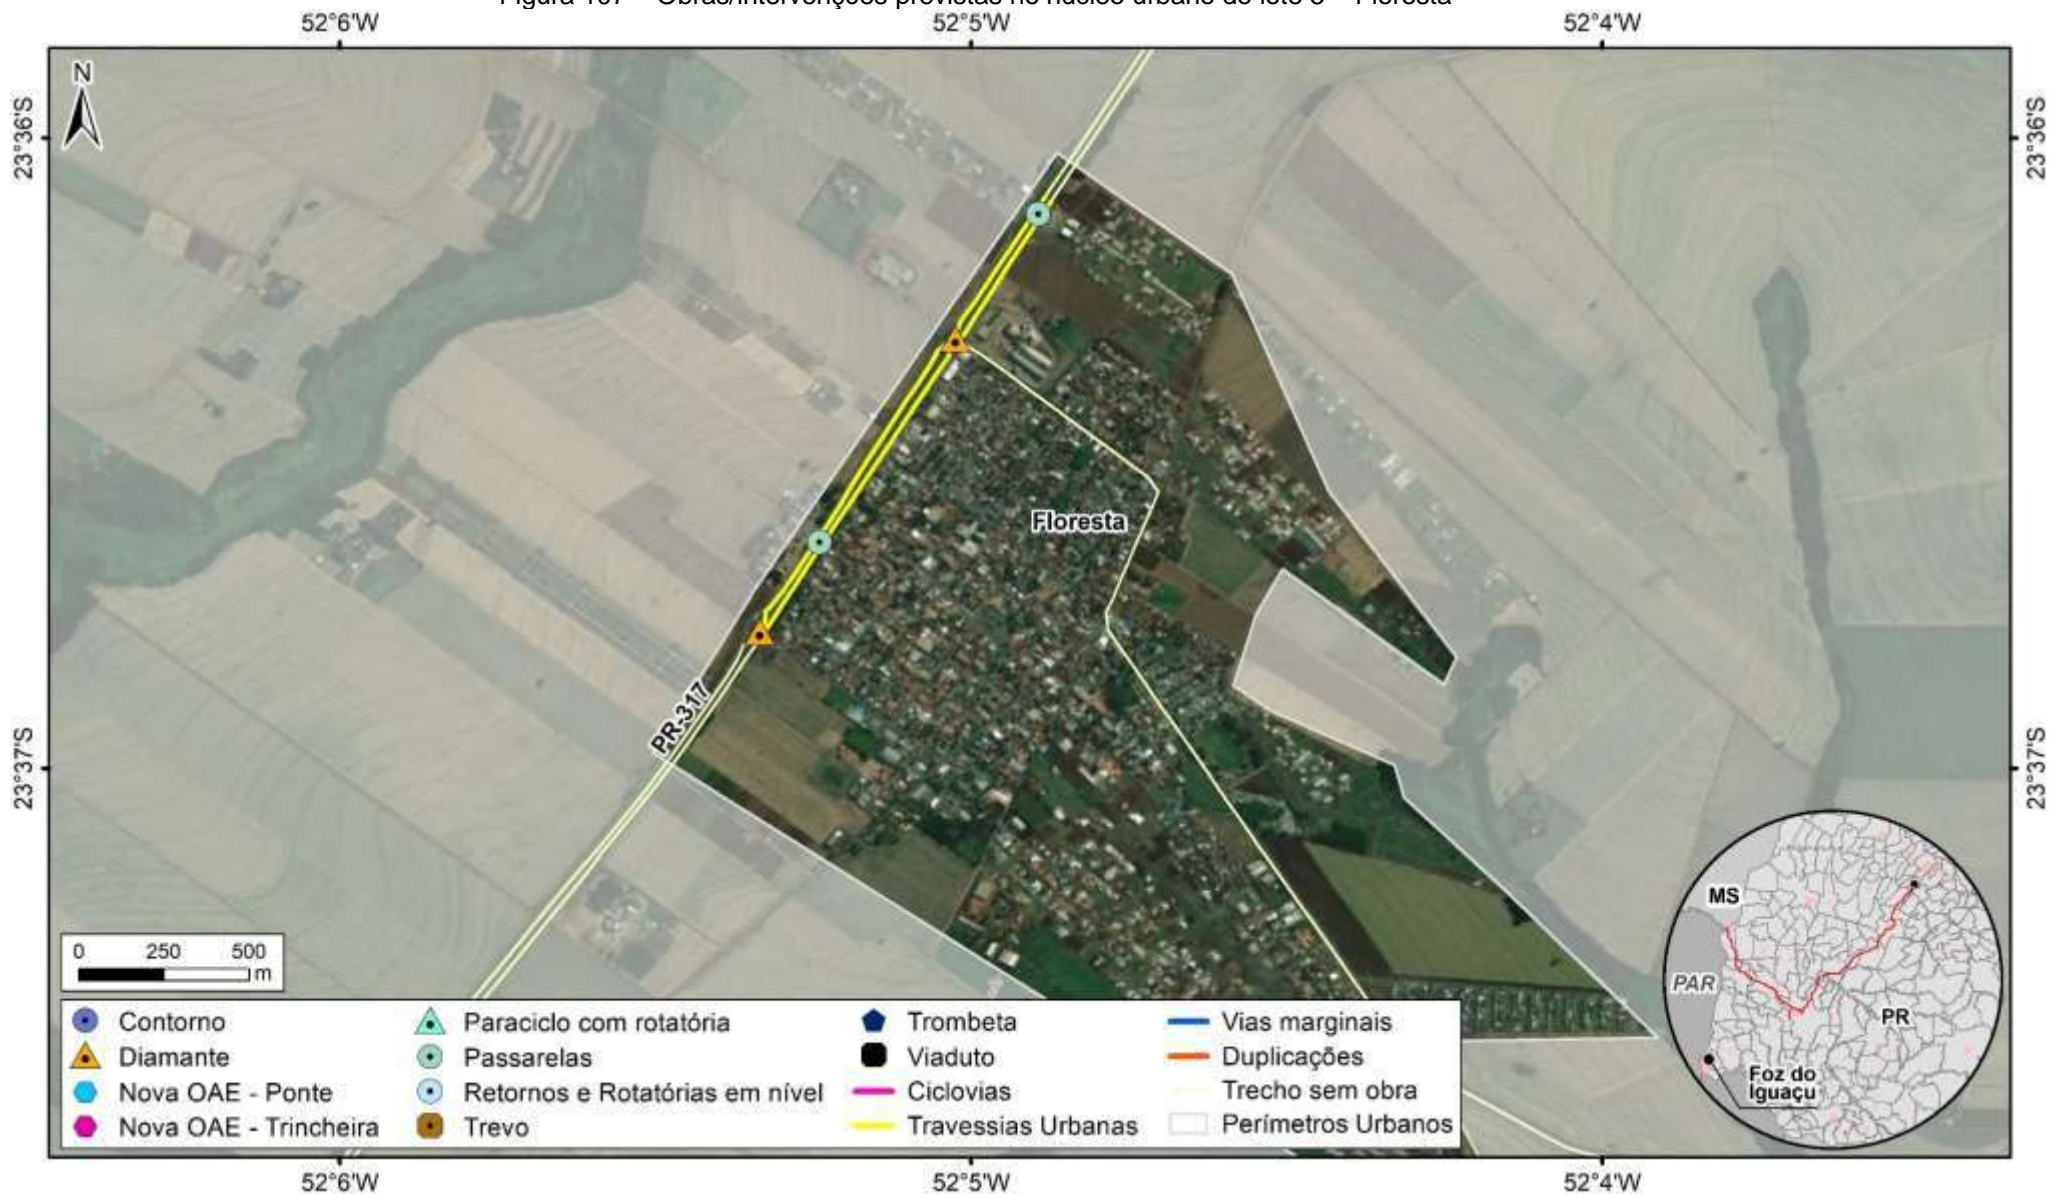 52°6'W 52°5'W 52°4'W
N
23°36'S 23°36'S
Floresta
PR-317
23°37'S 23°37'S
0 250 500
m
Contorno
Diamante
Nova OAE - Ponte
Nova OAE - Trincheira
Paraciclo com rotatória
Passarelas
Retornos e Rotatórias em nível
Trevo
Trombeta
Viaduto
Ciclovias
Travessias Urbanas
Vias marginais
Duplicações
Trecho sem obra
Perímetros Urbanos
MS
PAR
PR
Foz do
Iguaçu
52°6'W 52°5'W 52°4'W